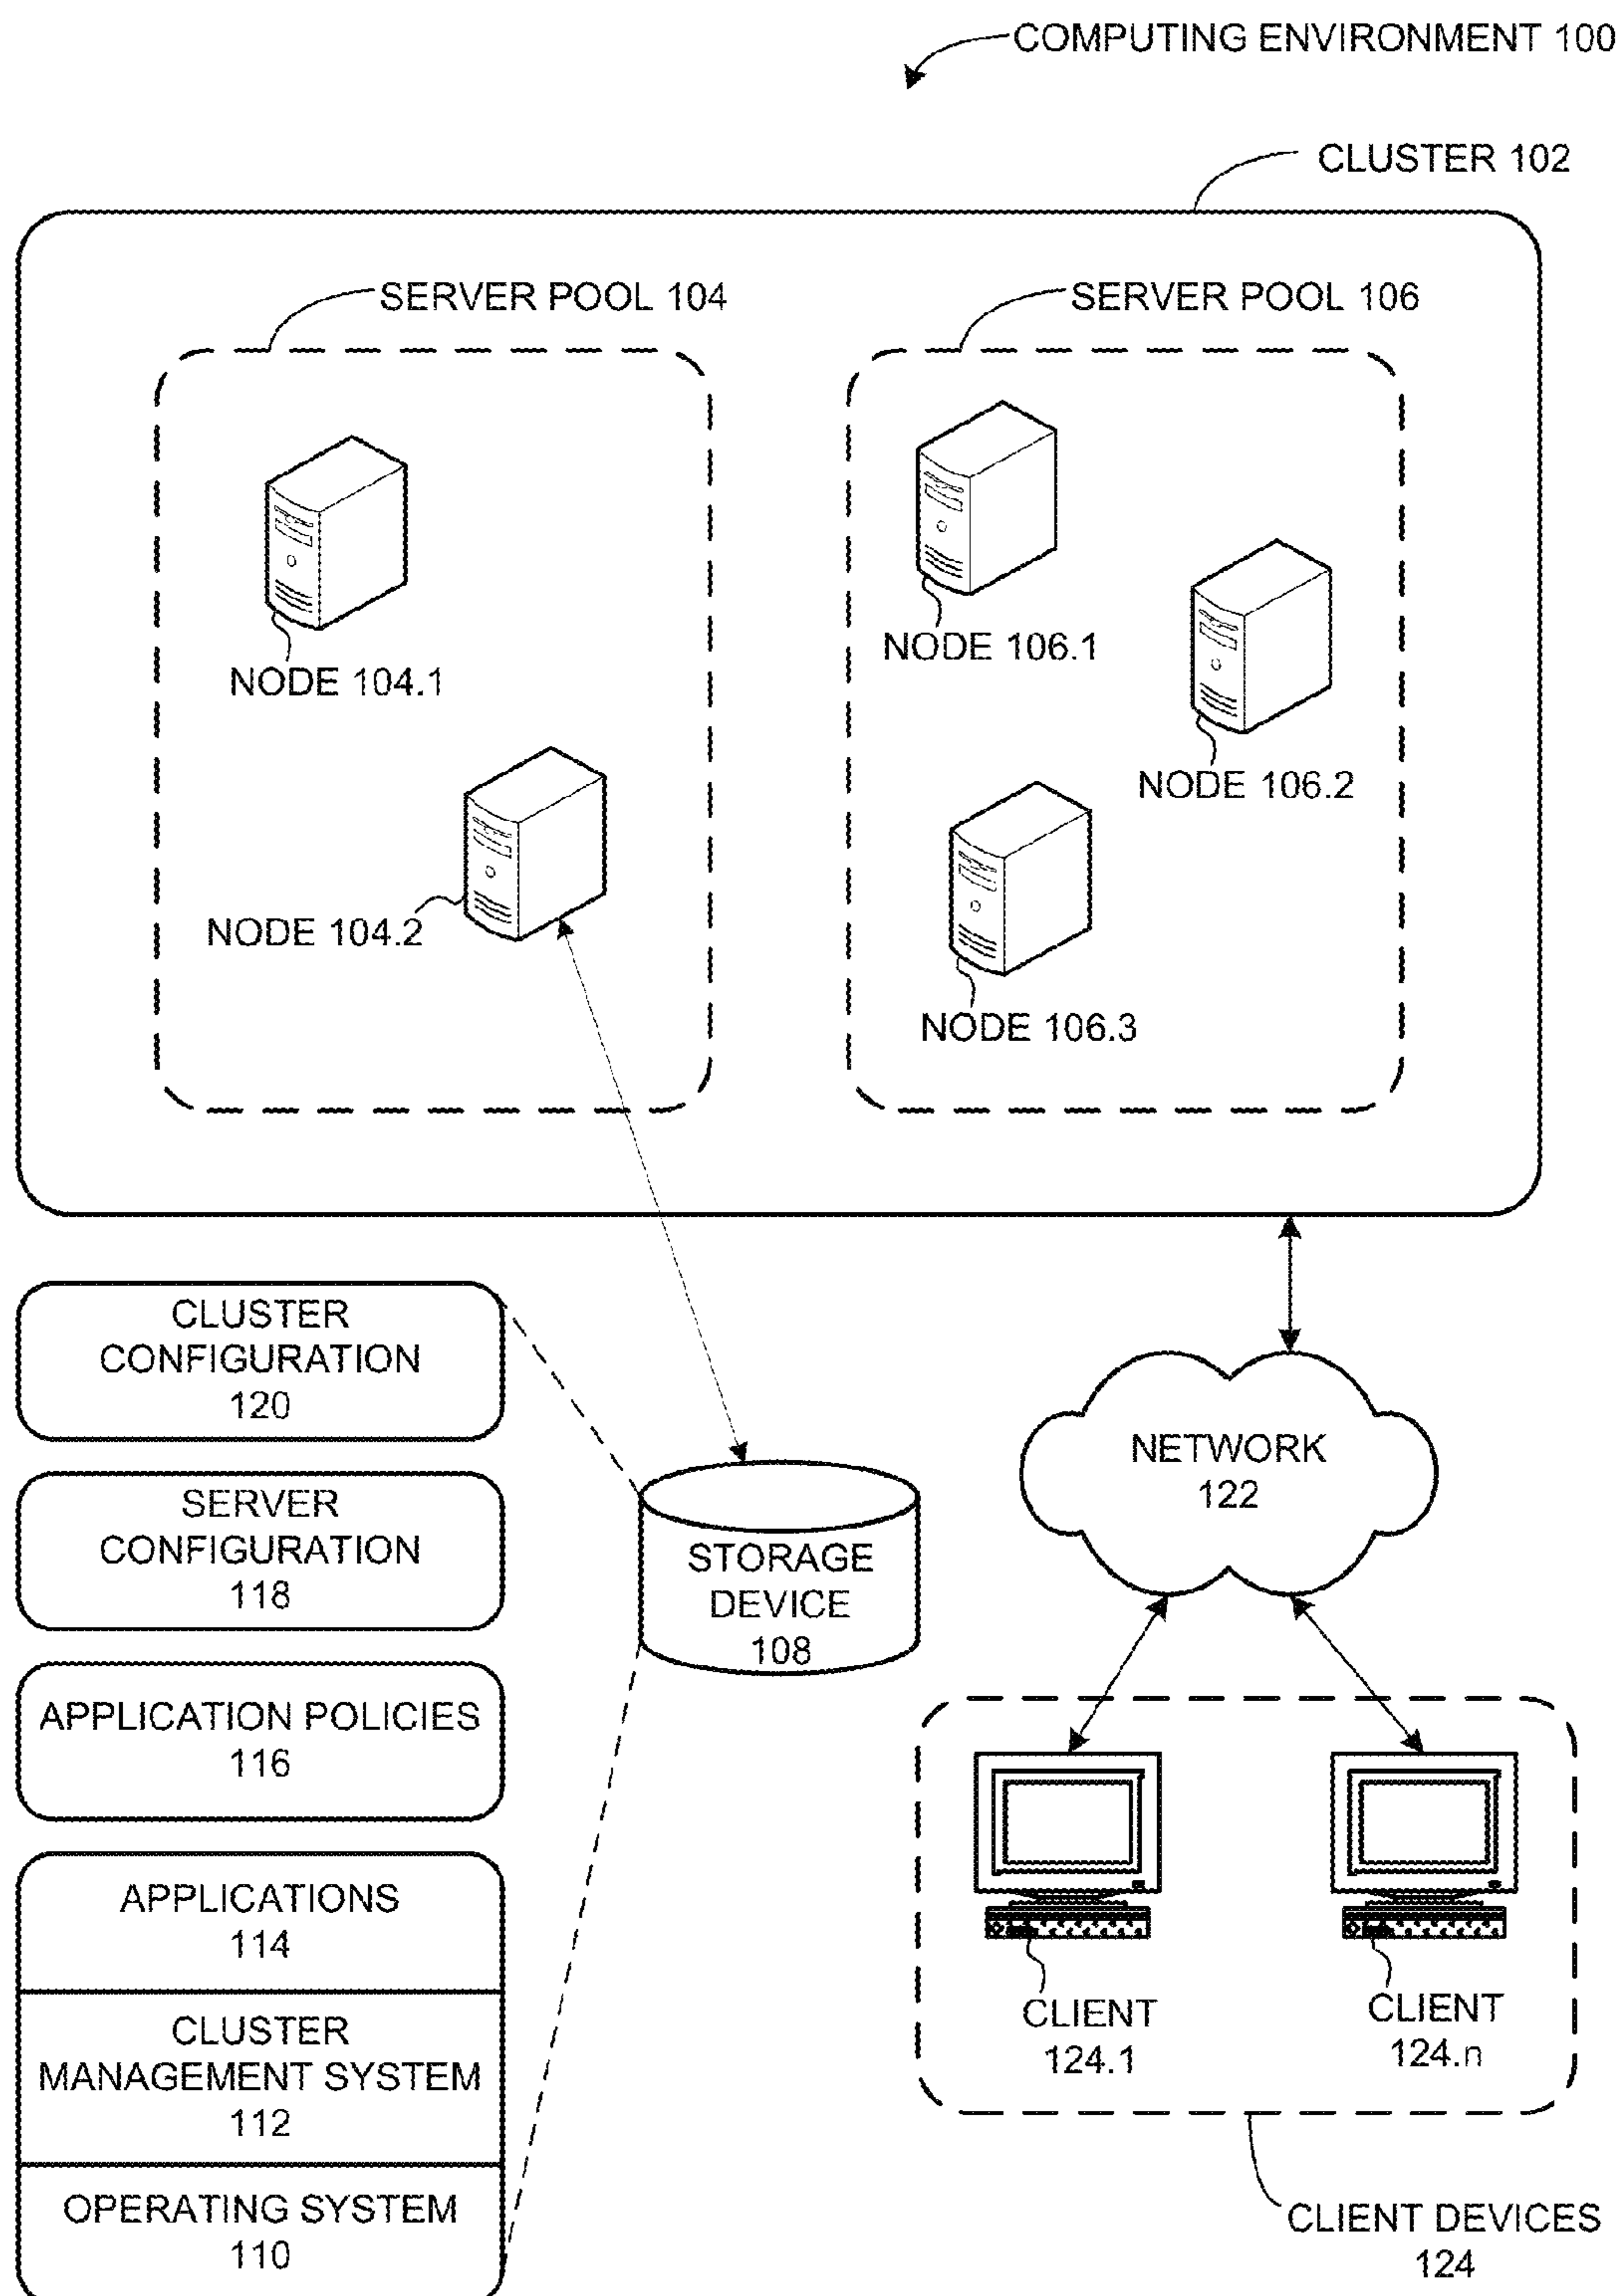 COMPUTING ENVIRONMENT 100
CLUSTER 102
SERVER POOL 104
SERVER POOL 106
NODE 104.1
NODE 106.1
NODE 106.2
NODE 104.2
NODE 106.3
CLUSTER
CONFIGURATION
120
SERVER
CONFIGURATION
118
APPLICATION POLICIES
116
APPLICATIONS
114
CLUSTER
MANAGEMENT SYSTEM
112
OPERATING SYSTEM
110
STORAGE
DEVICE
108
NETWORK
122
CLIENT
124.1
CLIENT
124.n
CLIENT DEVICES
124